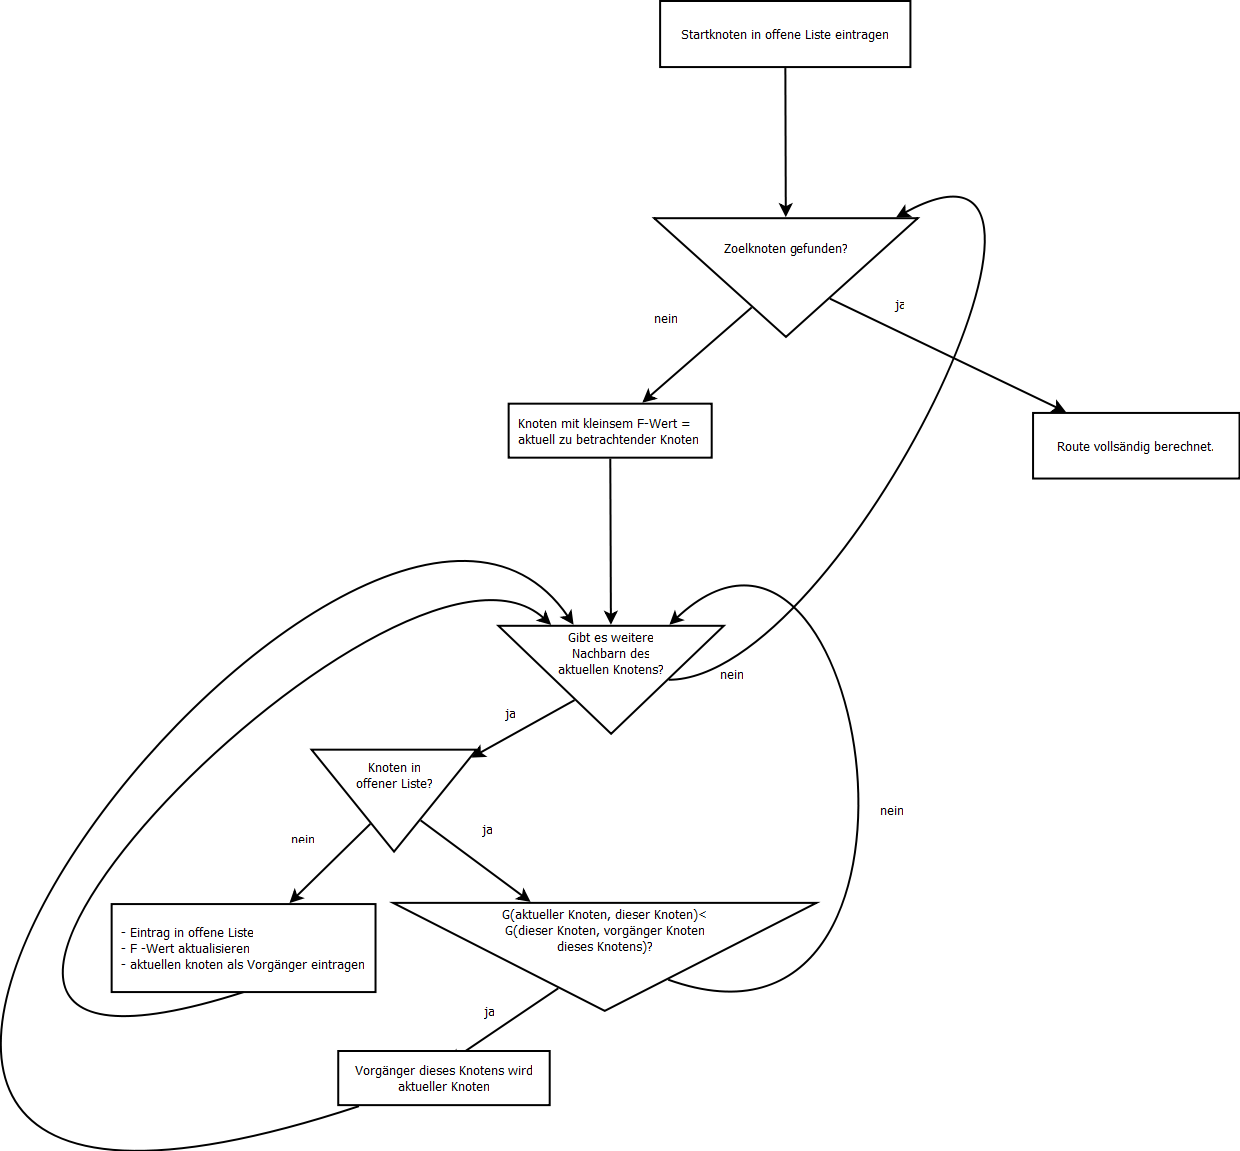 Startknoten in offene Liste eintragen
Zoelknoten gefunden?
nein
ja
Knoten mit kleinsem F-Wert =
aktuell zu betrachtender Knoten
Route vollsändig berechnet.
Gibt es weitere
Nachbarn des
aktuellen Knotens?
nein
ja
Knoten in
offener Liste?
nein
ja
nein
- Eintrag in offene Liste
- F -Wert aktualisieren
- aktuellen knoten als Vorgänger eintragen
G(aktueller Knoten, dieser Knoten)<
G(dieser Knoten, vorgänger Knoten
dieses Knotens)?
ja
Vorgänger dieses Knotens wird
aktueller Knoten